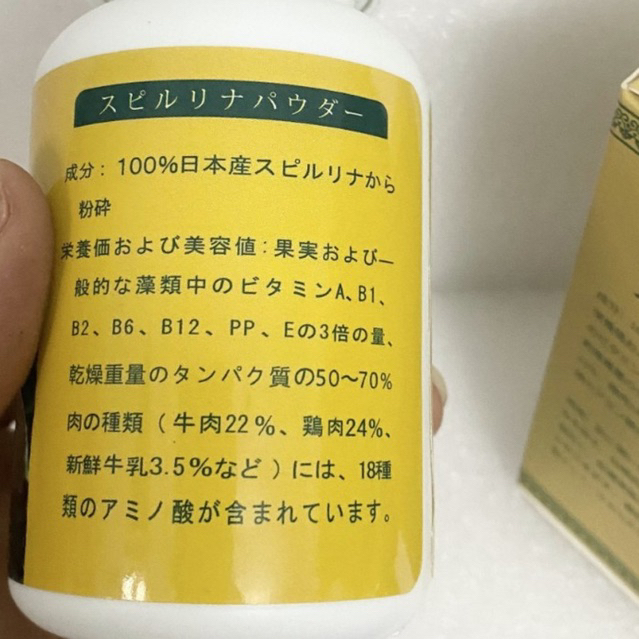 スピルリナパウダー
成分：100%日本産スピルリナから
粉砕
栄養価および美容値：果実および一
般的な藻類中のビタミンA、B1、
B2、B6、B12、PP、Eの3倍の量、
乾燥重量のタンパク質の50～70%
肉の種類（牛肉22%、鶏肉24%、
新鮮牛乳3.5%など）には、18種
類のアミノ酸が含まれています。